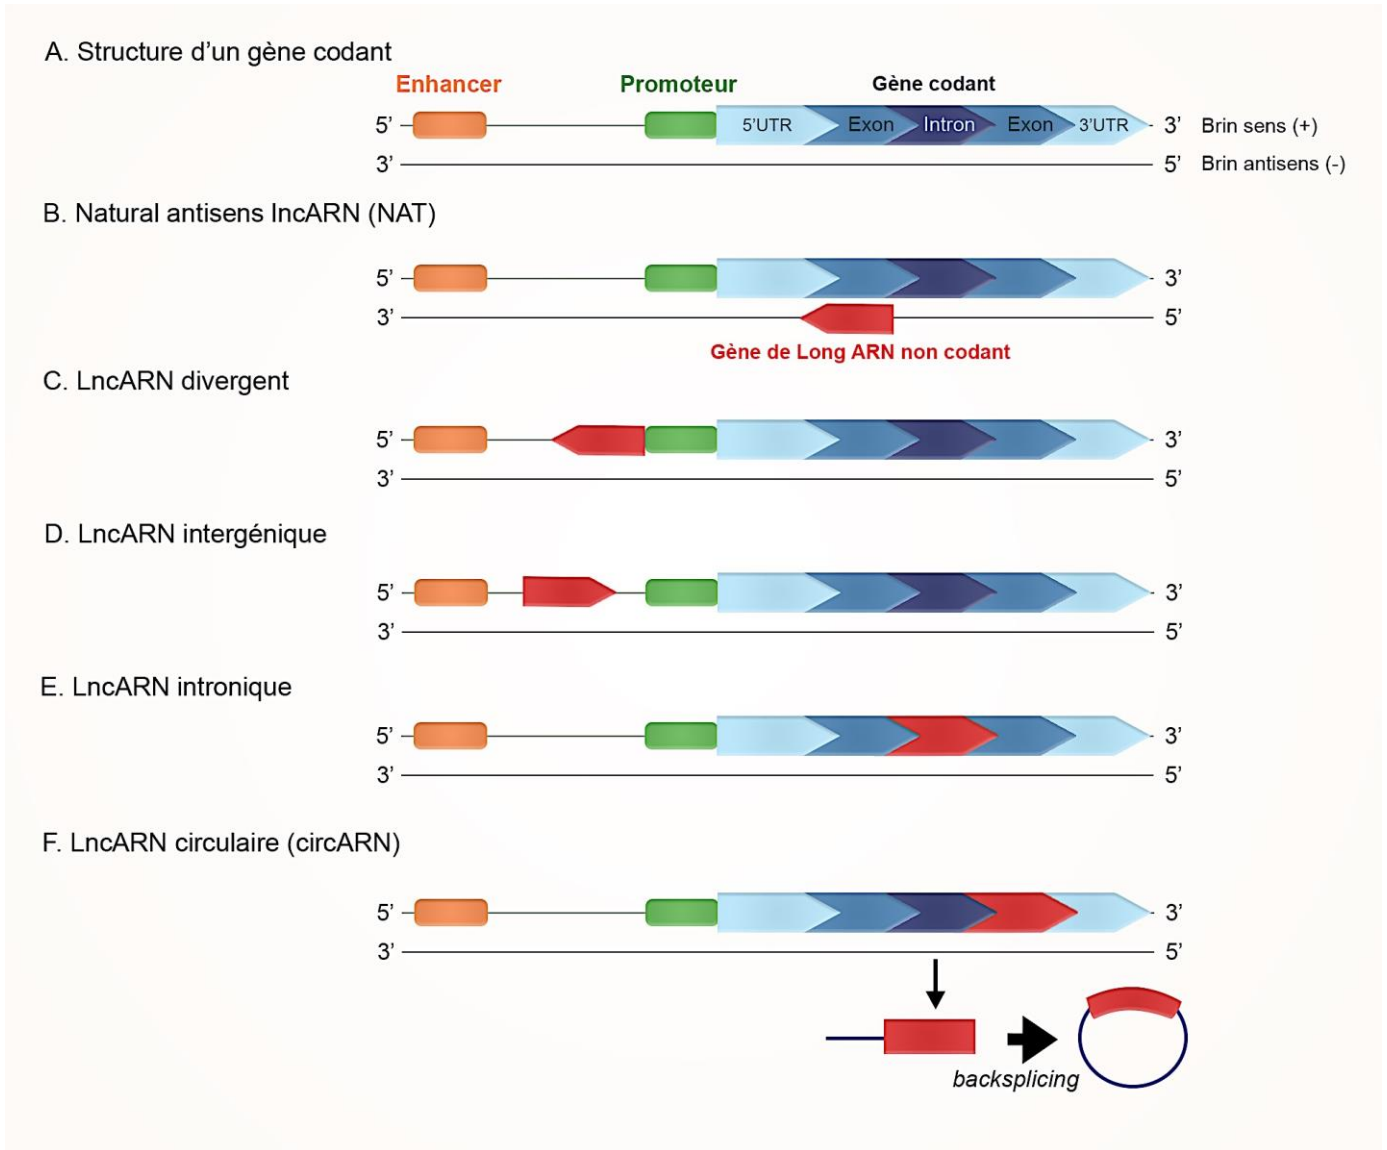 A. Structure d'un gène codant
Enhancer Promoteur Gène codant
5' 5'UTR Exon Intron Exon 3'UTR 3' Brin sens (+)
3' 5' Brin antisens (-)
B. Natural antisens lncARN (NAT)
5' 3'
3' 5'
Gène de Long ARN non codant
C. LncARN divergent
5' 3'
3' 5'
D. LncARN intergénique
5' 3'
3' 5'
E. LncARN intronique
5' 3'
3' 5'
F. LncARN circulaire (circARN)
5' 3'
3' 5'
backsplicing